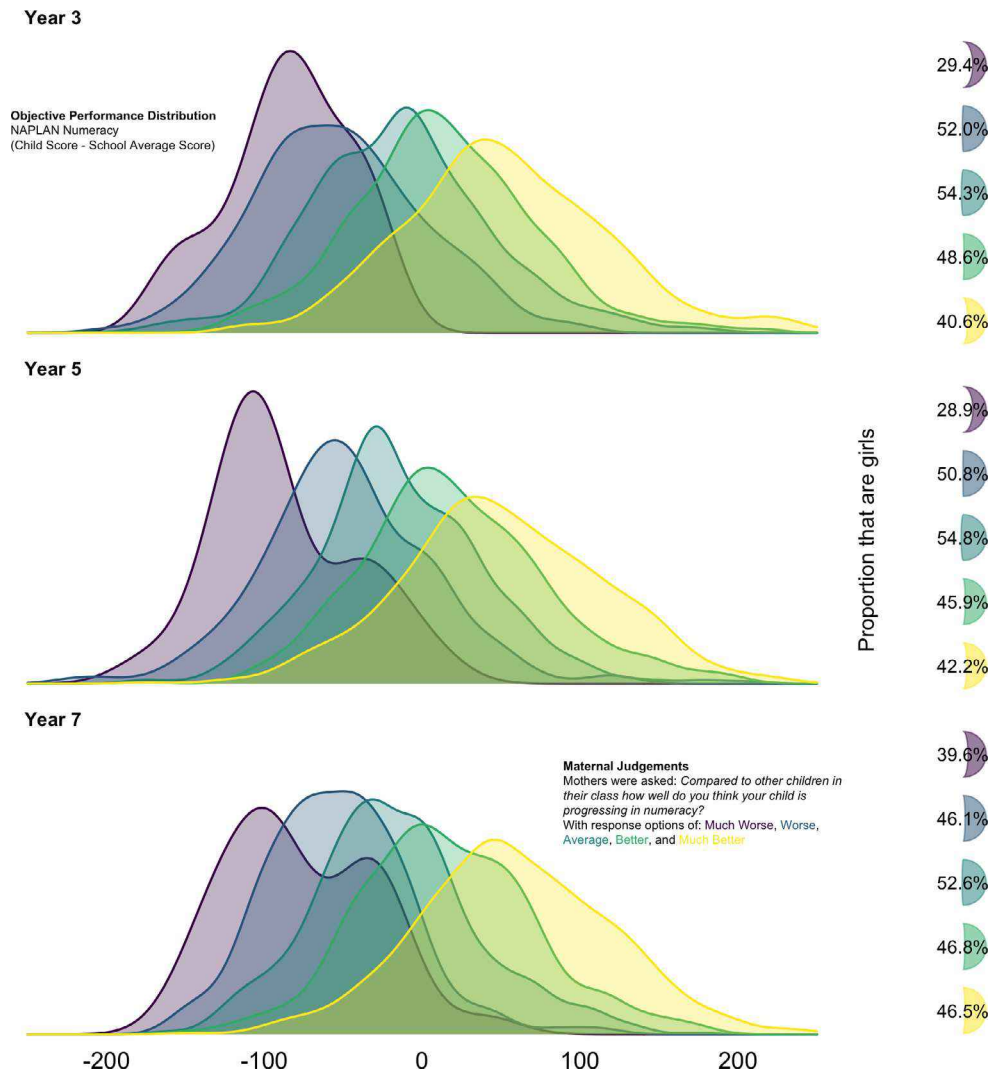 Year 3
Objective Performance Distribution
NAPLAN Numeracy
(Child Score - School Average Score)
29.4%
52.0%
54.3%
48.6%
40.6%
Year 5
Proportion that are girls
28.9%
50.8%
54.8%
45.9%
42.2%
Year 7
Maternal Judgements
Mothers were asked: Compared to other children in
their class how well do you think your child is
progressing in numeracy?
With response options of: Much Worse, Worse,
Average, Better, and Much Better
39.6%
46.1%
52.6%
46.8%
46.5%
-200 -100 0 100 200